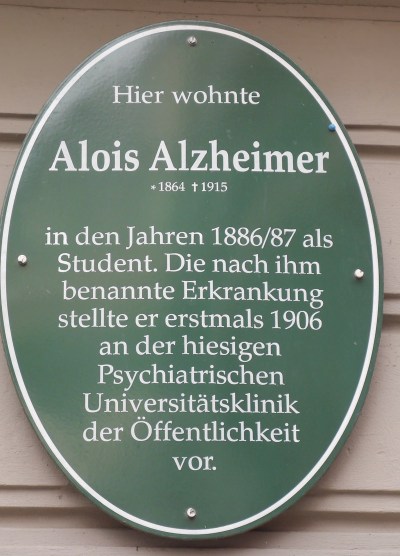 Hier wohnte
Alois Alzheimer
* 1864 † 1915
in den Jahren 1886/87 als
Student. Die nach ihm
benannte Erkrankung
stellte er erstmals 1906
an der hiesigen
Psychiatrischen
Universitätsklinik
der Öffentlichkeit
vor.